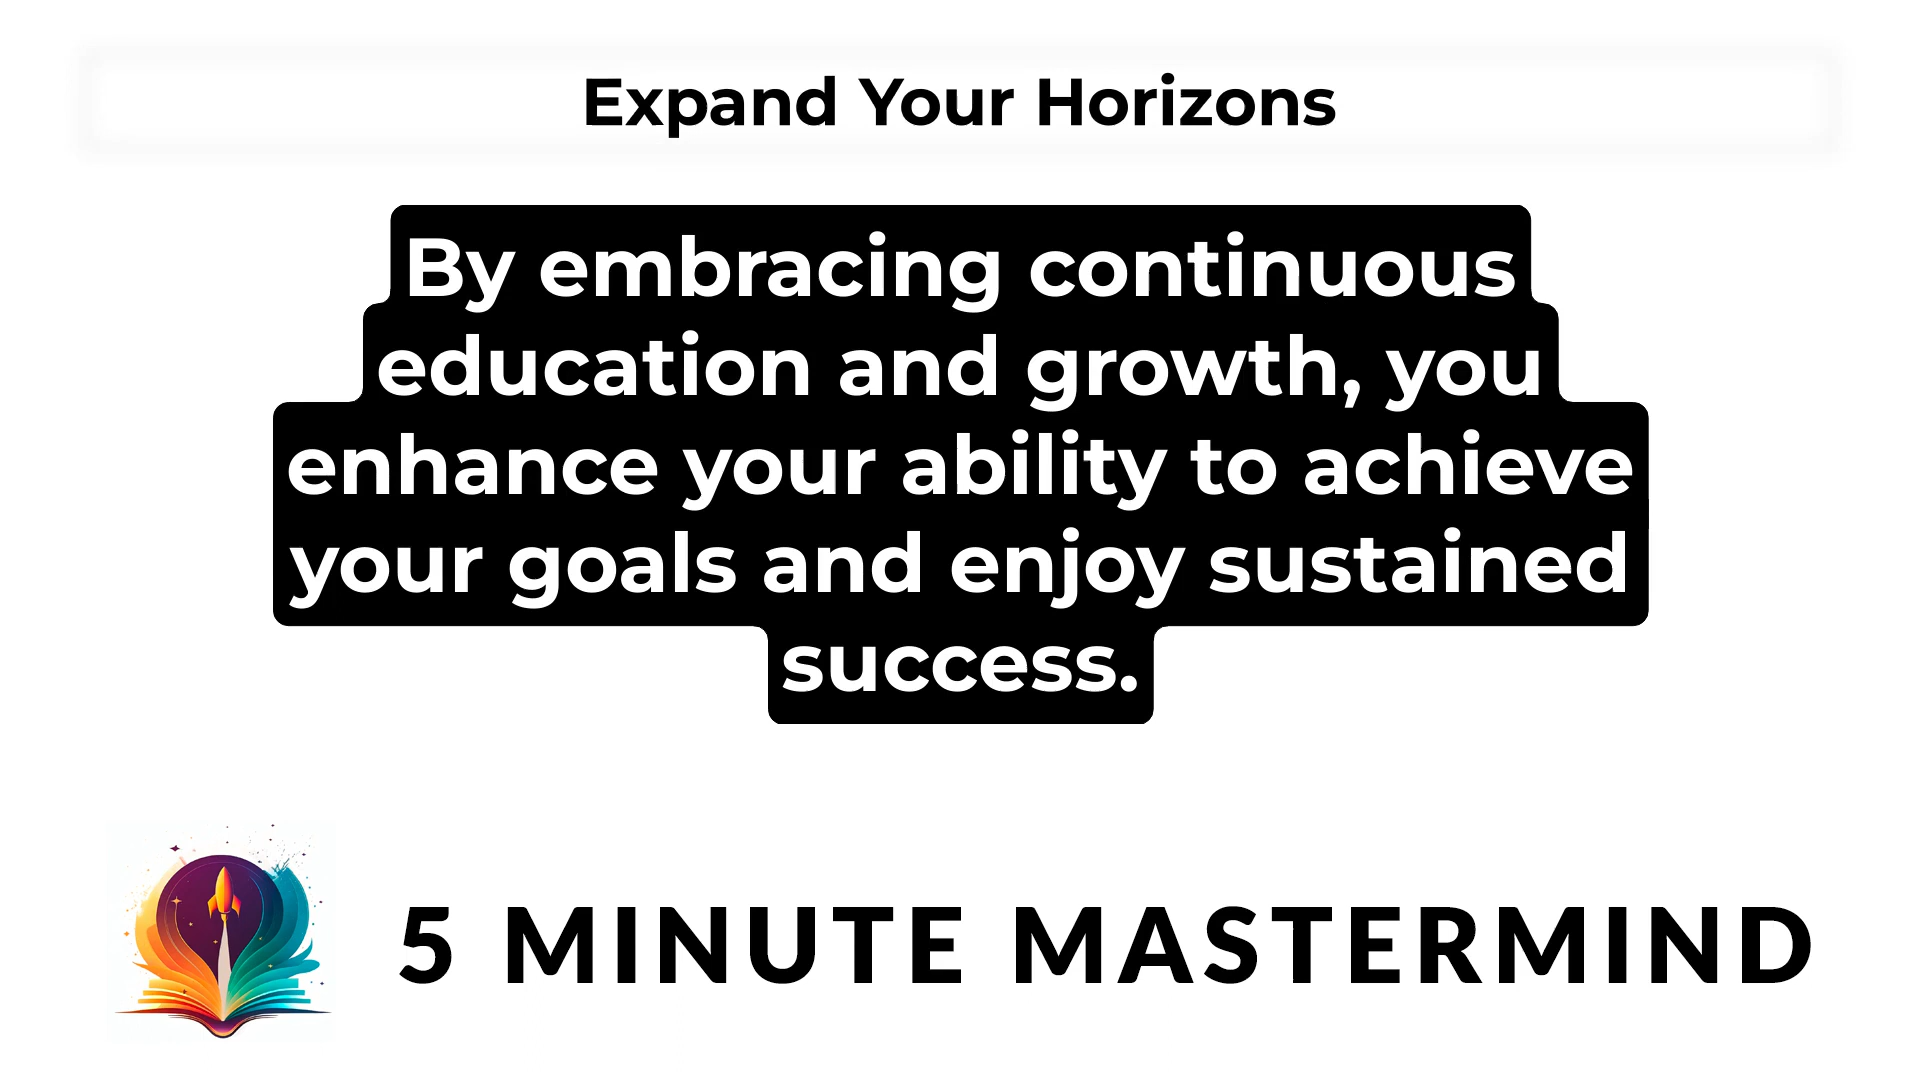 Expand Your Horizons
By embracing continuous
education and growth, you
enhance your ability to achieve
your goals and enjoy sustained
success.
5 MINUTE MASTERMIND